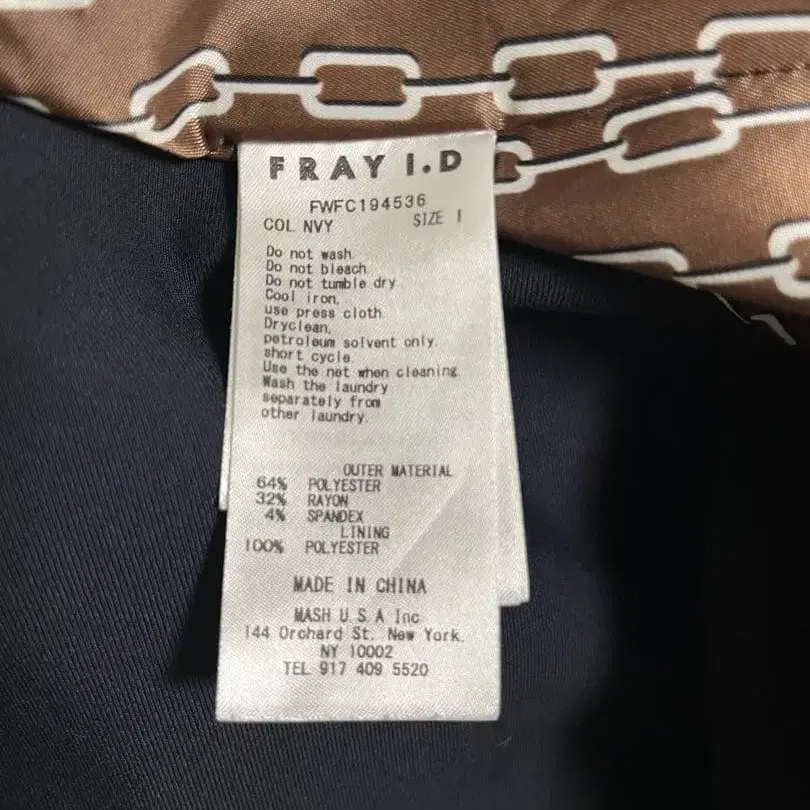 FRAY I.D
FWFC194536
COL NVY SIZE 1
Do not wash.
Do not bleach
Do not tumble dry
Cool iron,
use press cloth.
Dryclean,
petroleum solvent only.
short cycle.
Use the net when cleaning.
Wash the laundry
separately from
other laundry.
OUTER MATERIAL
64% POLYESTER
32% RAYON
4% SPANDEX
LINING
100% POLYESTER
MADE IN CHINA
MASH U.S.A Inc.
144 Orchard St. New York,
NY 10002
TEL 917 409 5520